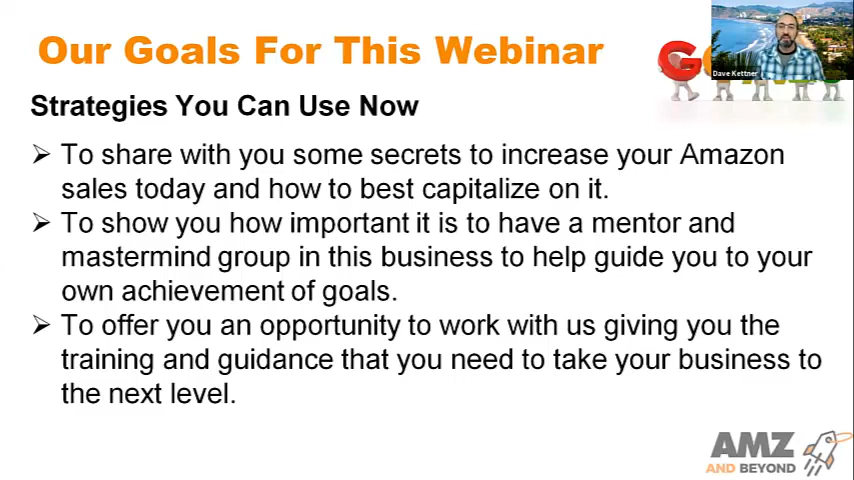 Our Goals For This Webinar
Dave Kettner
Strategies You Can Use Now
To share with you some secrets to increase your Amazon
sales today and how to best capitalize on it.
To show you how important it is to have a mentor and
mastermind group in this business to help guide you to your
own achievement of goals.
To offer you an opportunity to work with us giving you the
training and guidance that you need to take your business to
the next level.
AMZ
AND BEYOND